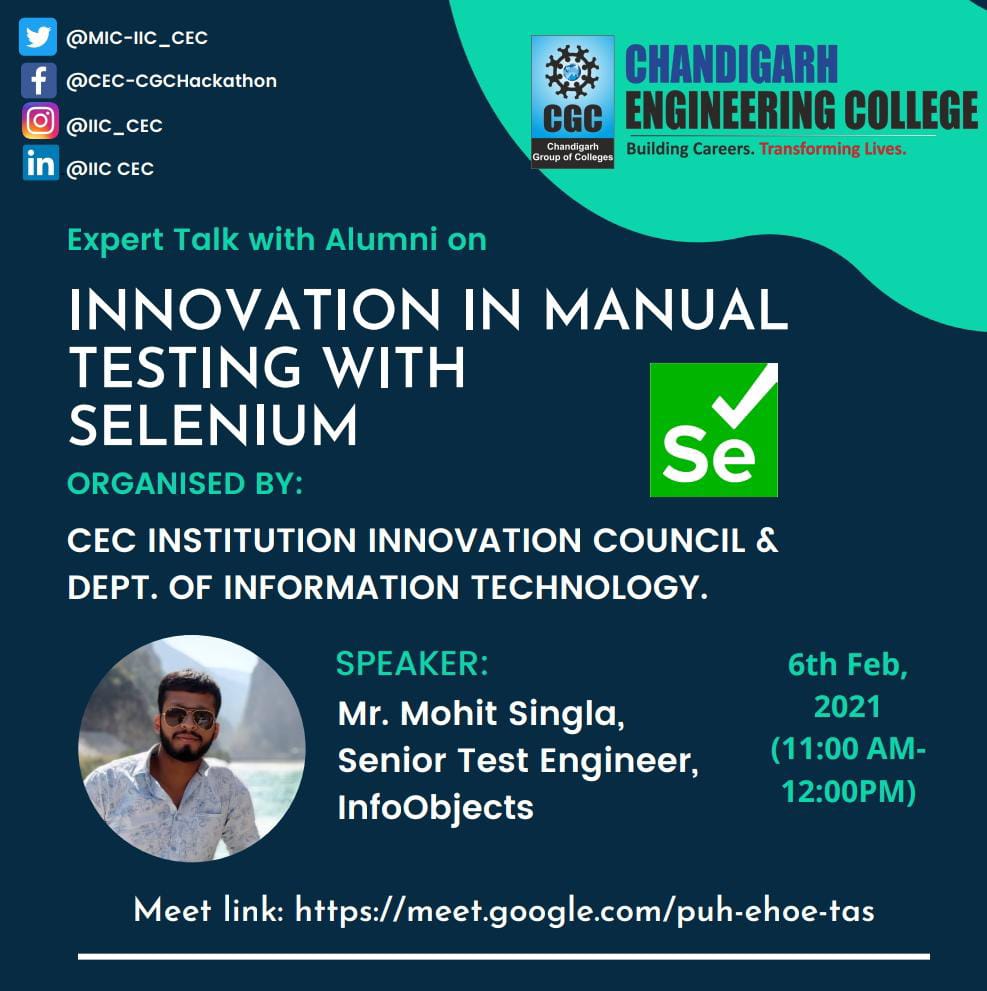 @MIC-IIC_CEC
@CEC-CGCHackathon
@IIC_CEC
in @IIC CEC
CGC
Chandigarh
Group of Colleges
CHANDIGARH
ENGINEERING COLLEGE
Building Careers. Transforming Lives.
Expert Talk with Alumni on
INNOVATION IN MANUAL
TESTING WITH
SELENIUM
Se
ORGANISED BY:
CEC INSTITUTION INNOVATION COUNCIL &
DEPT. OF INFORMATION TECHNOLOGY.
SPEAKER:
Mr. Mohit Singla,
Senior Test Engineer,
InfoObjects
6th Feb,
2021
(11:00 AM-
12:00PM)
Meet link: https://meet.google.com/puh-ehoe-tas